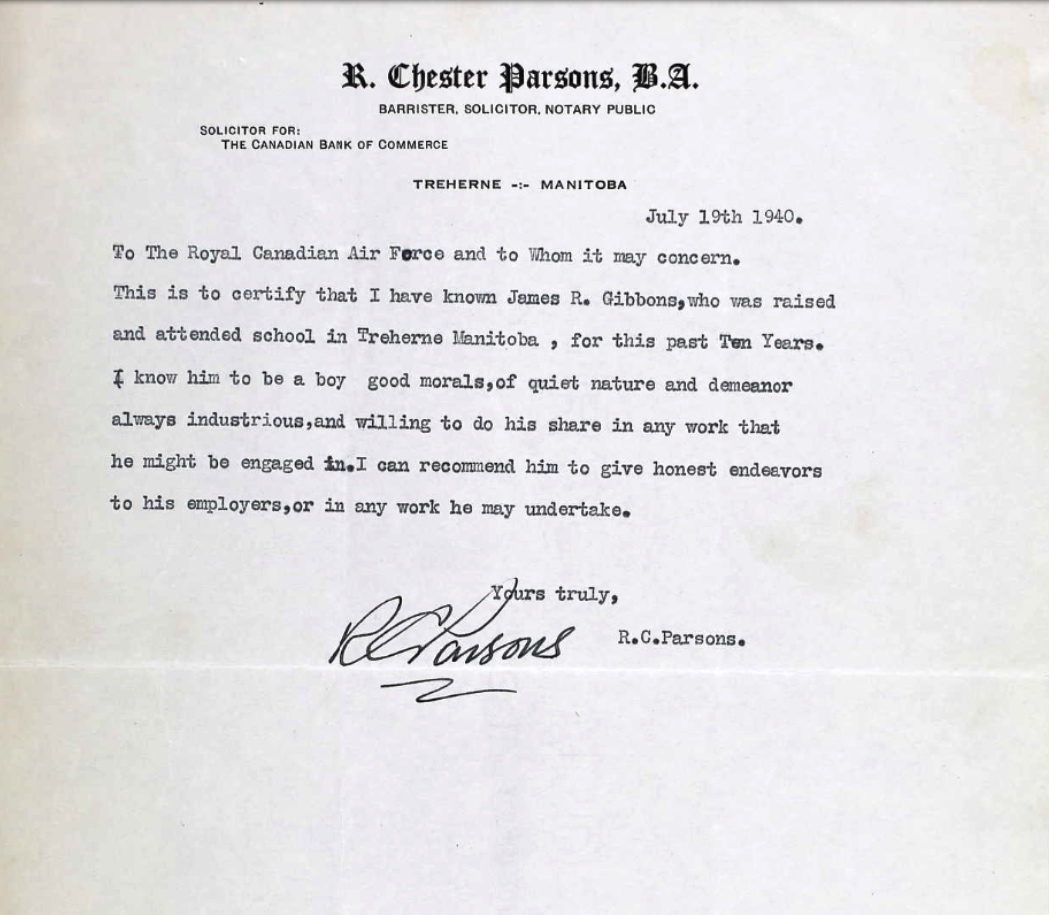 R. Chester Parsons, B.A.
BARRISTER, SOLICITOR, NOTARY PUBLIC
SOLICITOR FOR:
THE CANADIAN BANK OF COMMERCE
TREHERNE -:- MANITOBA
July 19th 1940.
To The Royal Canadian Air Force and to Whom it may concern.
This is to certify that I have known James R. Gibbons,who was raised
and attended school in Treherne Manitoba , for this past Ten Years.
I know him to be a boy  good morals,of quiet nature and demeanor
always industrious,and willing to do his share in any work that
he might be engaged in.I can recommend him to give honest endeavors
to his employers,or in any work he may undertake.
Yours truly,
RCParsons
R.C.Parsons.